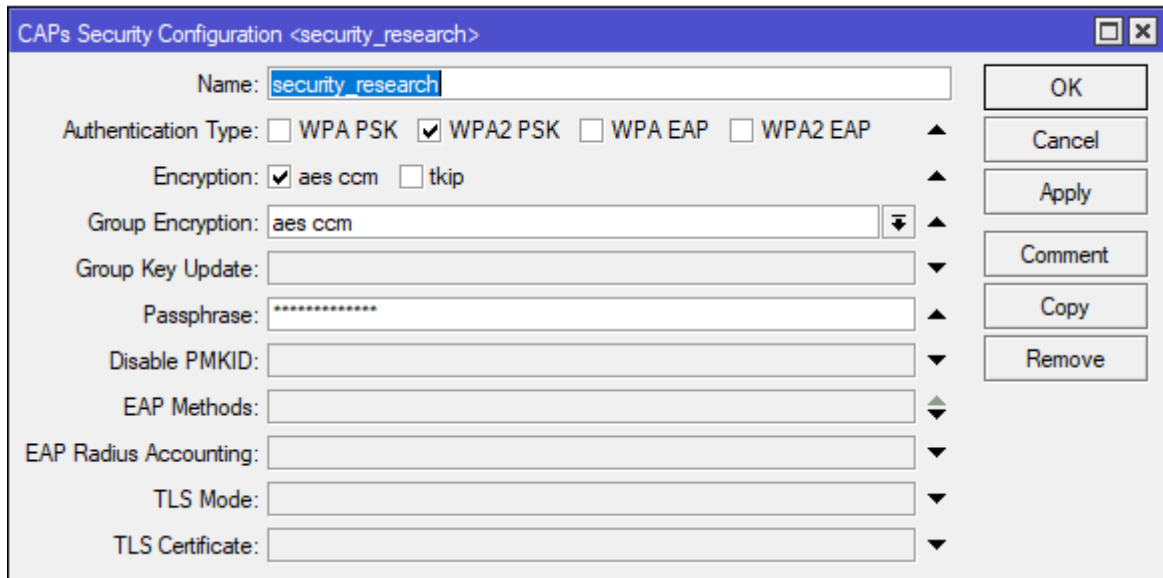 CAPs Security Configuration <security_research>
Name: security_research
OK
Authentication Type: WPA PSK WPA2 PSK WPA EAP WPA2 EAP
Cancel
Encryption: aes ccm tkip
Apply
Group Encryption: aes ccm
Group Key Update:
Comment
Passphrase: *************
Copy
Disable PMKID:
Remove
EAP Methods:
EAP Radius Accounting:
TLS Mode:
TLS Certificate: